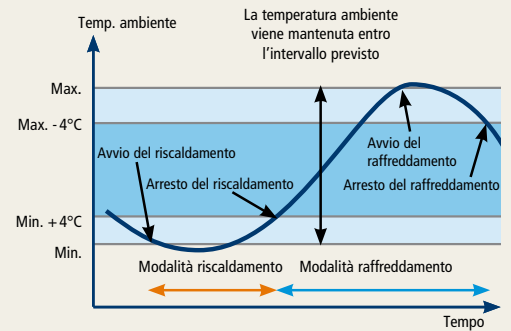 Temp. ambiente
La temperatura ambiente
viene mantenuta entro
l'intervallo previsto
Max.
Max. - 4°C
Avvio del riscaldamento
Avvio del
raffreddamento
Arresto del riscaldamento
Arresto del raffreddamento
Min. + 4°C
Min.
Modalità riscaldamento
Modalità raffreddamento
Tempo